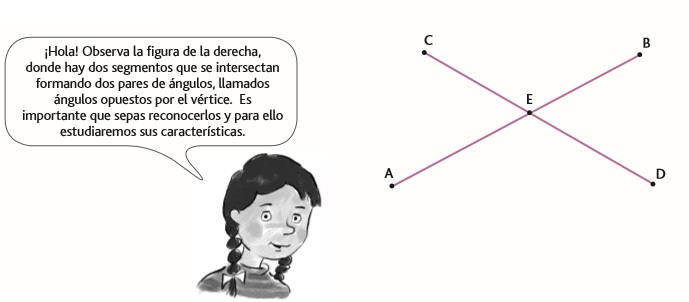 ¡Hola! Observa la figura de la derecha,
donde hay dos segmentos que se intersectan
formando dos pares de ángulos, llamados
ángulos opuestos por el vértice. Es
importante que sepas reconocerlos y para ello
estudiaremos sus características.
C
B
E
A
D